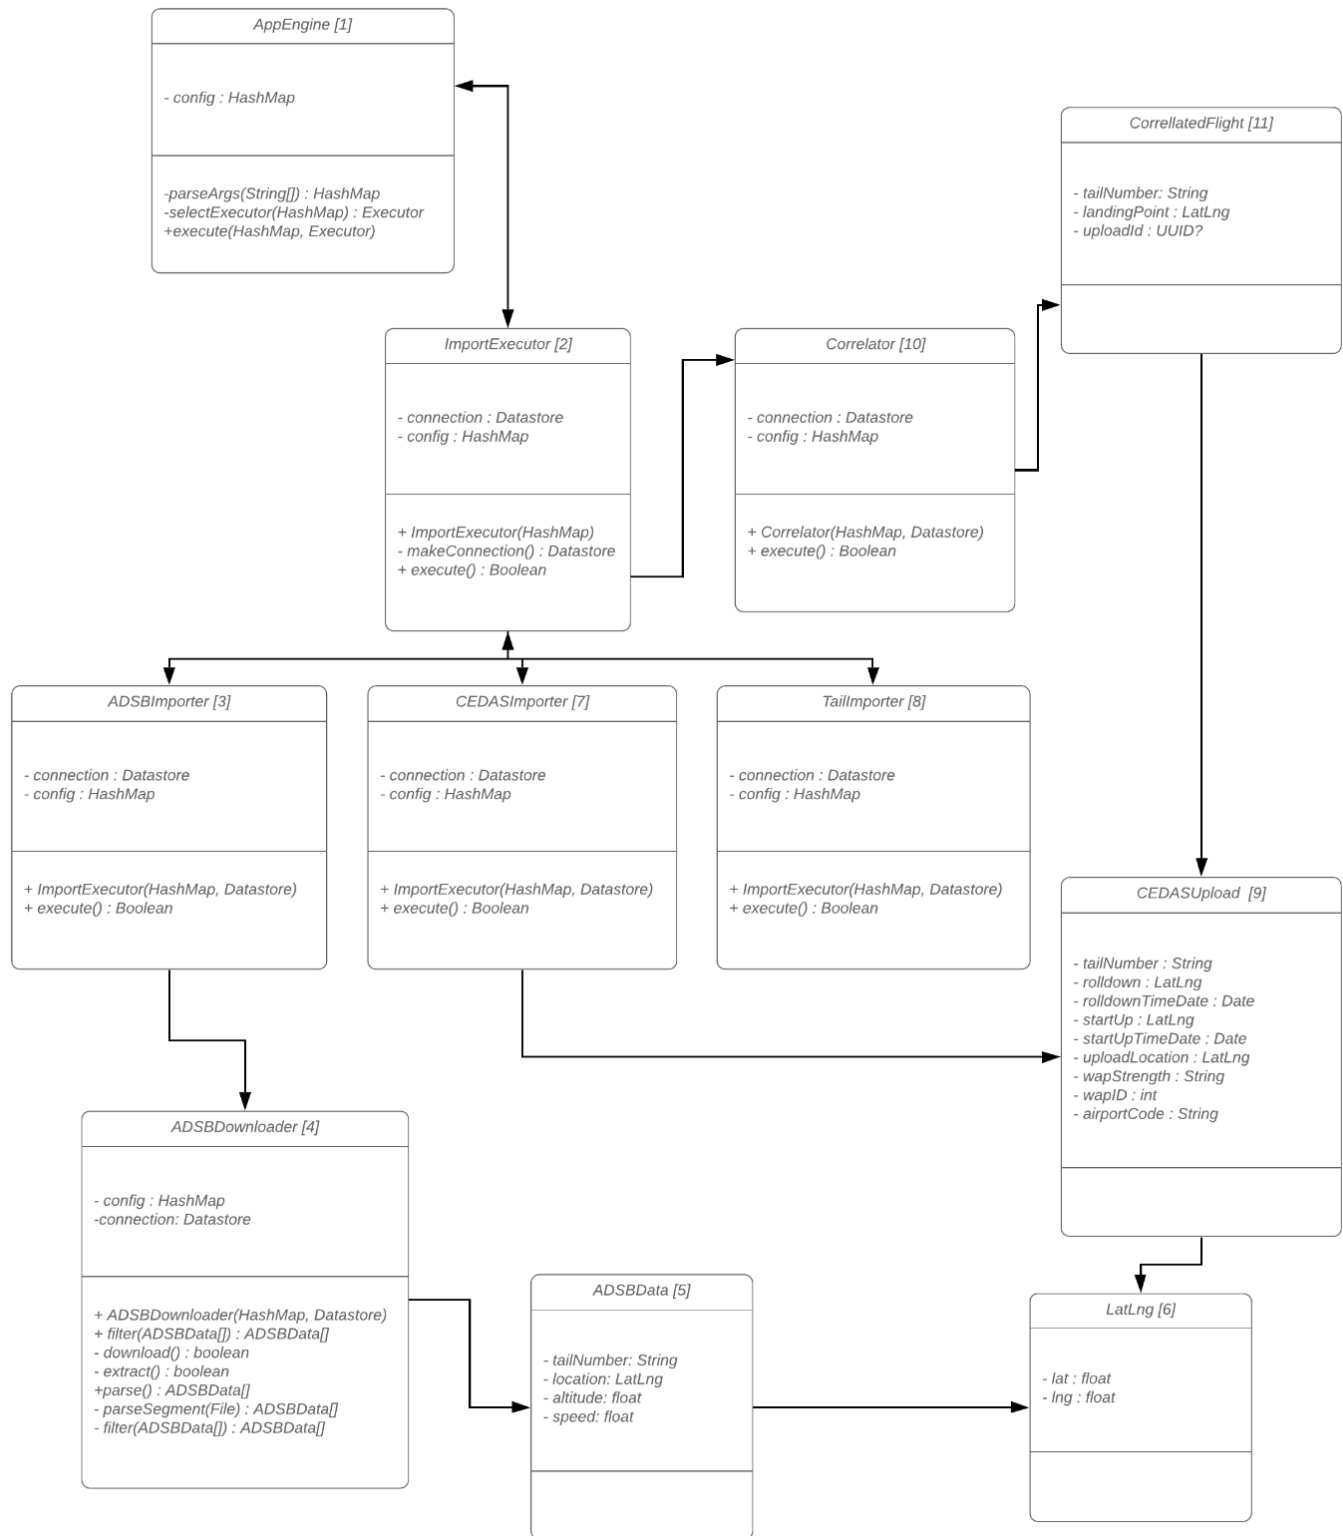 AppEngine [1]
- config : HashMap
-parseArgs(String[]) : HashMap
-selectExecutor(HashMap) : Executor
+execute(HashMap, Executor)
CorrellatedFlight [11]
- tailNumber: String
- landingPoint : LatLng
- uploadId : UUID?
ImportExecutor [2]
- connection : Datastore
- config : HashMap
+ ImportExecutor(HashMap)
- makeConnection() : Datastore
+ execute() : Boolean
Correlator [10]
- connection : Datastore
- config : HashMap
+ Correlator(HashMap, Datastore)
+ execute() : Boolean
ADSBImporter [3]
- connection : Datastore
- config : HashMap
+ ImportExecutor(HashMap, Datastore)
+ execute() : Boolean
CEDASImporter [7]
- connection : Datastore
- config : HashMap
+ ImportExecutor(HashMap, Datastore)
+ execute() : Boolean
TailImporter [8]
- connection : Datastore
- config : HashMap
+ ImportExecutor(HashMap, Datastore)
+ execute() : Boolean
CEDASUpload [9]
- tailNumber : String
- rolldown : LatLng
- rolldownTimeDate : Date
- startUp : LatLng
- startUpTimeDate : Date
- uploadLocation : LatLng
- wapStrength : String
- wapID : int
- airportCode : String
ADSBDownloader [4]
- config : HashMap
-connection: Datastore
+ ADSBDownloader(HashMap, Datastore)
+ filter(ADSBData[]) : ADSBData[]
- download() : boolean
- extract() : boolean
+parse() : ADSBData[]
- parseSegment(File) : ADSBData[]
- filter(ADSBData[]) : ADSBData[]
ADSBData [5]
- tailNumber: String
- location: LatLng
- altitude: float
- speed: float
LatLng [6]
- lat : float
- lng : float